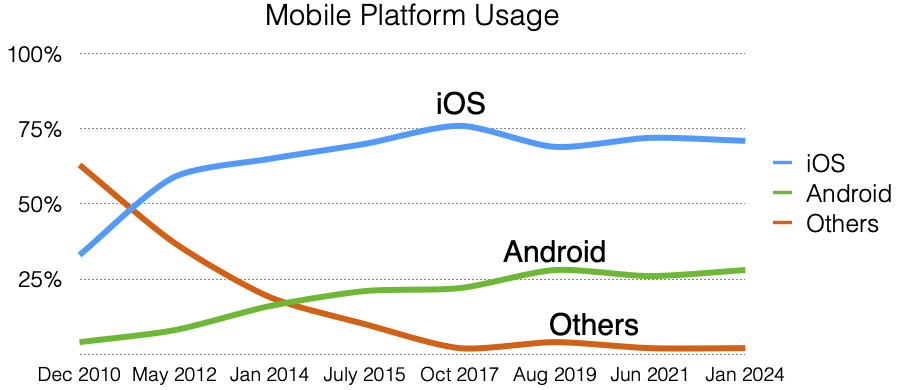 Mobile Platform Usage
100%
75%
50%
25%
iOS
Android
Others
iOS
Android
Others
Dec 2010 May 2012 Jan 2014 July 2015 Oct 2017 Aug 2019 Jun 2021 Jan 2024